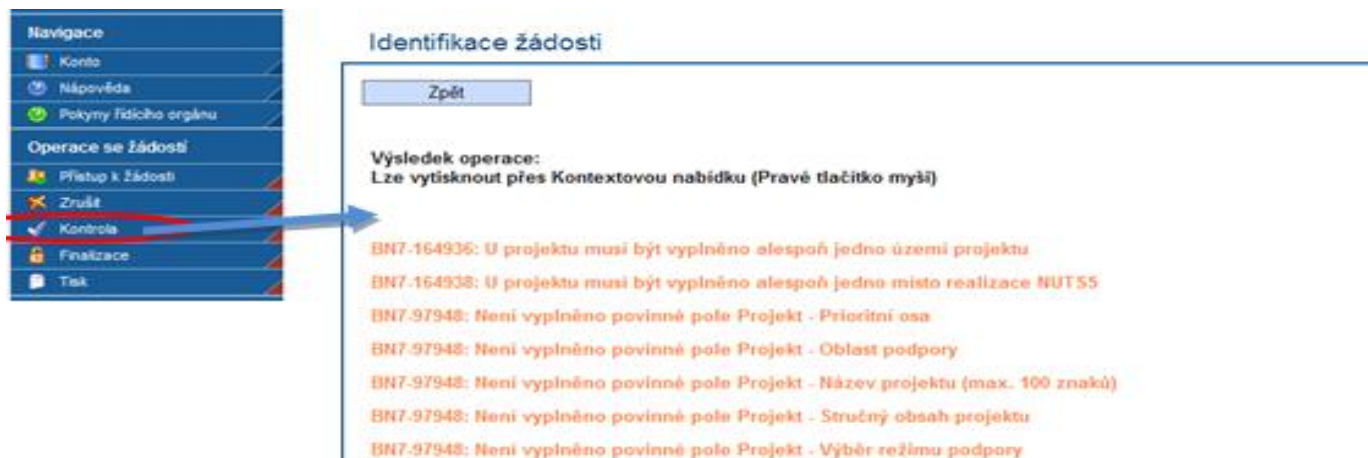 Navigace
Konto
Nápověda
Pokyny řídícího orgánu
Operace se žádostí
Přístup k žádosti
Zrušit
Kontrola
Finalizace
Tisk
Identifikace žádosti
Zpět
Výsledek operace:
Lze vytisknout přes Kontextovou nabídku (Pravé tlačítko myši)
BN7-164936: U projektu musí být vyplněno alespoň jedno území projektu
BN7-164938: U projektu musí být vyplněno alespoň jedno místo realizace NUTS5
BN7-97948: Není vyplněno povinné pole Projekt - Prioritní osa
BN7-97948: Není vyplněno povinné pole Projekt - Oblast podpory
BN7-97948: Není vyplněno povinné pole Projekt - Název projektu (max. 100 znaků)
BN7-97948: Není vyplněno povinné pole Projekt - Stručný obsah projektu
BN7-97948: Není vyplněno povinné pole Projekt - Výběr režimu podpory